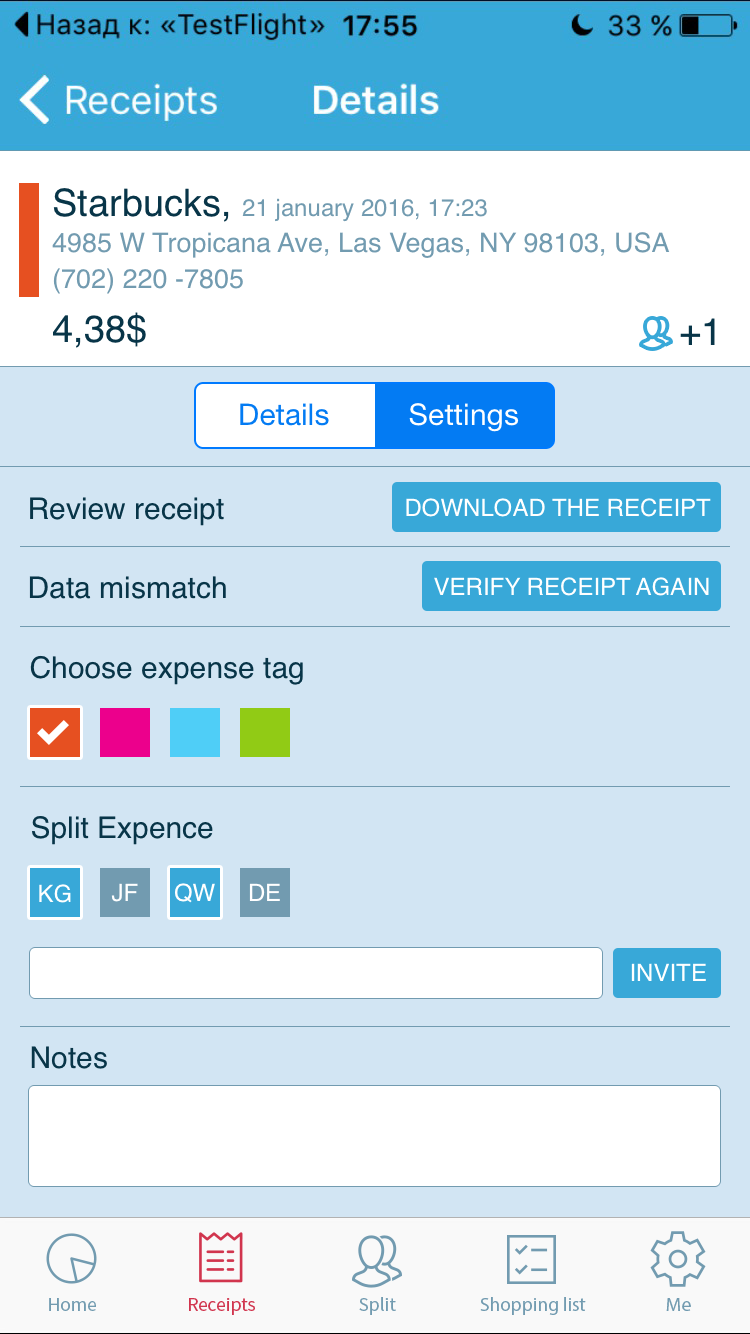 Назад к: «TestFlight» 17:55 33 %
Receipts Details
Starbucks, 21 january 2016, 17:23
4985 W Tropicana Ave, Las Vegas, NY 98103, USA
(702) 220 -7805
4,38$ +1
Details Settings
Review receipt DOWNLOAD THE RECEIPT
Data mismatch VERIFY RECEIPT AGAIN
Choose expense tag
Split Expence
KG JF QW DE
INVITE
Notes
Home Receipts Split Shopping list Me